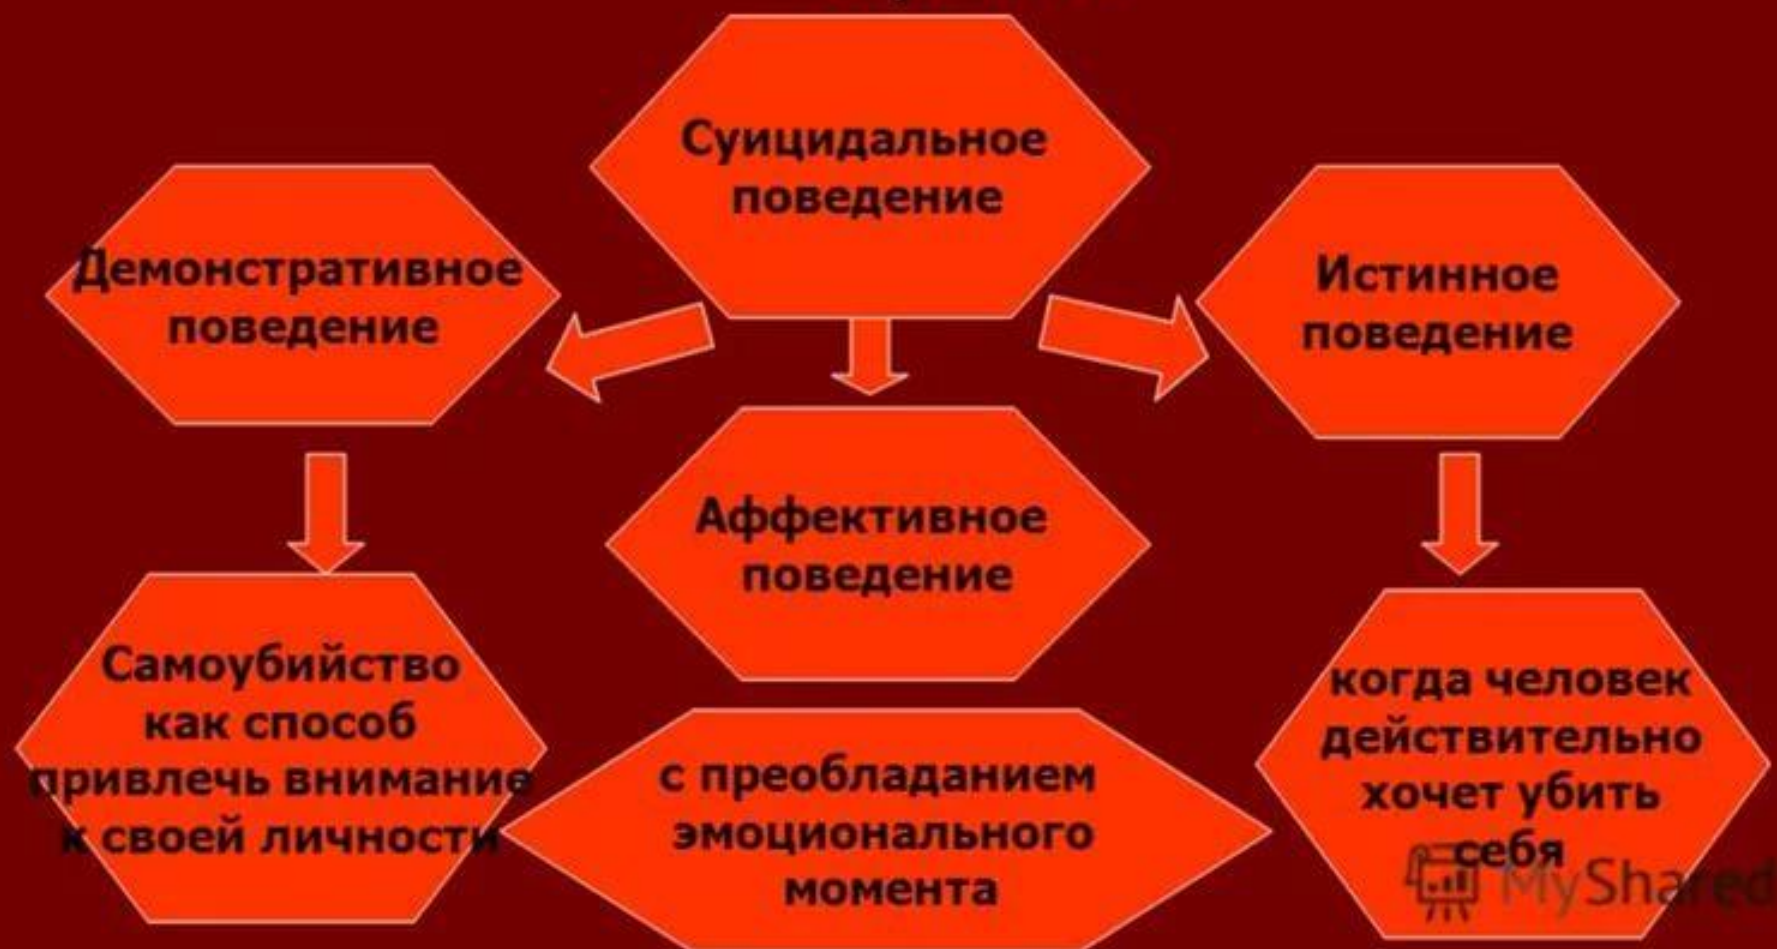 Суицидальное
поведение
Демонстративное
поведение
Истинное
поведение
Аффективное
поведение
Самоубийство
как способ
привлечь внимание
к своей личности
с преобладанием
эмоционального
момента
когда человек
действительно
хочет убить
себя
MyShared